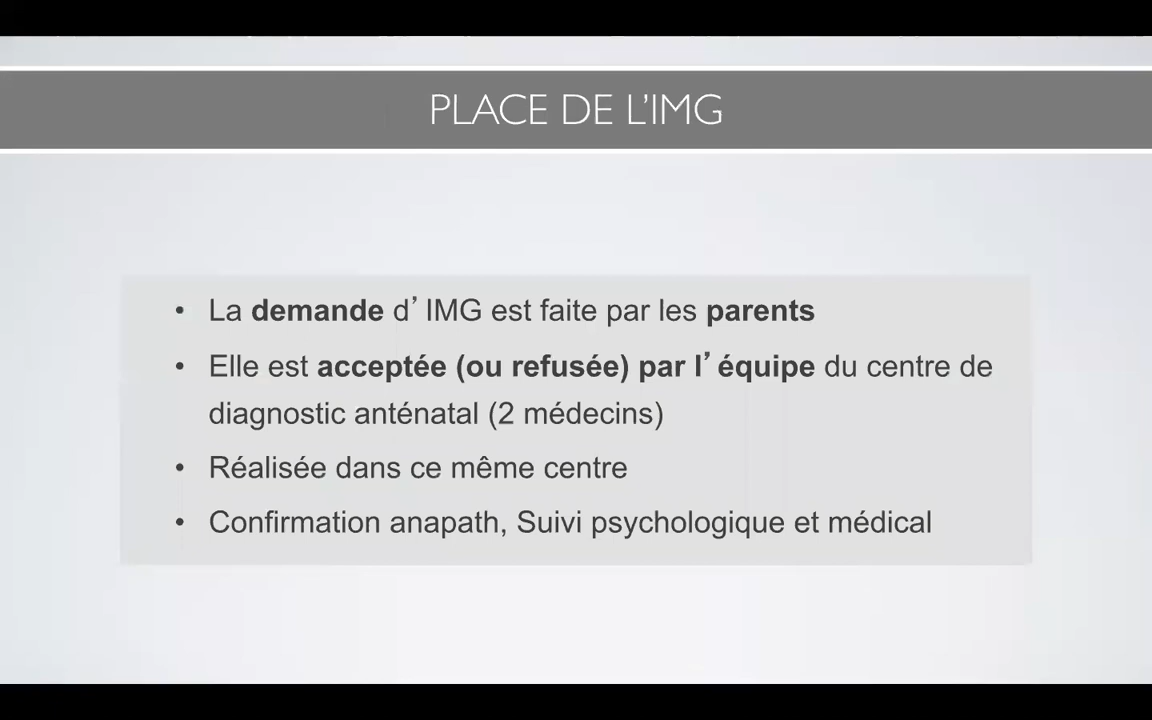 PLACE DE L’IMG
• La demande d’ IMG est faite par les parents
• Elle est acceptée (ou refusée) par l’ équipe du centre de
diagnostic anténatal (2 médecins)
• Réalisée dans ce même centre
• Confirmation anapath, Suivi psychologique et médical